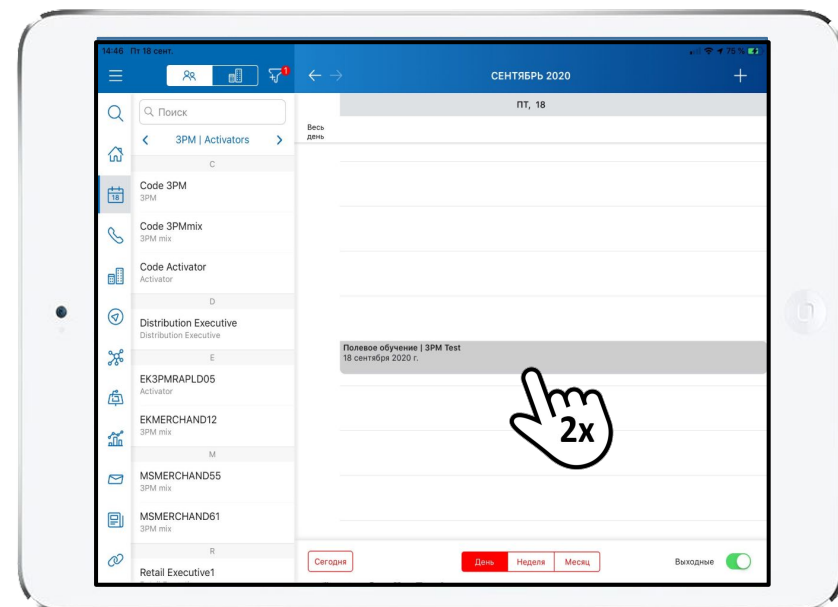 14:46 Пт 18 сент.
75 %
1
СЕНТЯБРЬ 2020
Поиск
ПТ, 18
3PM | Activators
Весь
день
18
C
Code 3PM
3PM
Code 3PMmix
3PM mix
Code Activator
Activator
D
Distribution Executive
Distribution Executive
E
EK3PMRAPLD05
Activator
EKMERCHAND12
3PM mix
M
MSMERCHAND55
3PM mix
MSMERCHAND61
3PM mix
R
Retail Executive1
Полевое обучение | 3PM Test
18 сентября 2020 г.
2x
Сегодня
День Неделя Месяц
Выходные